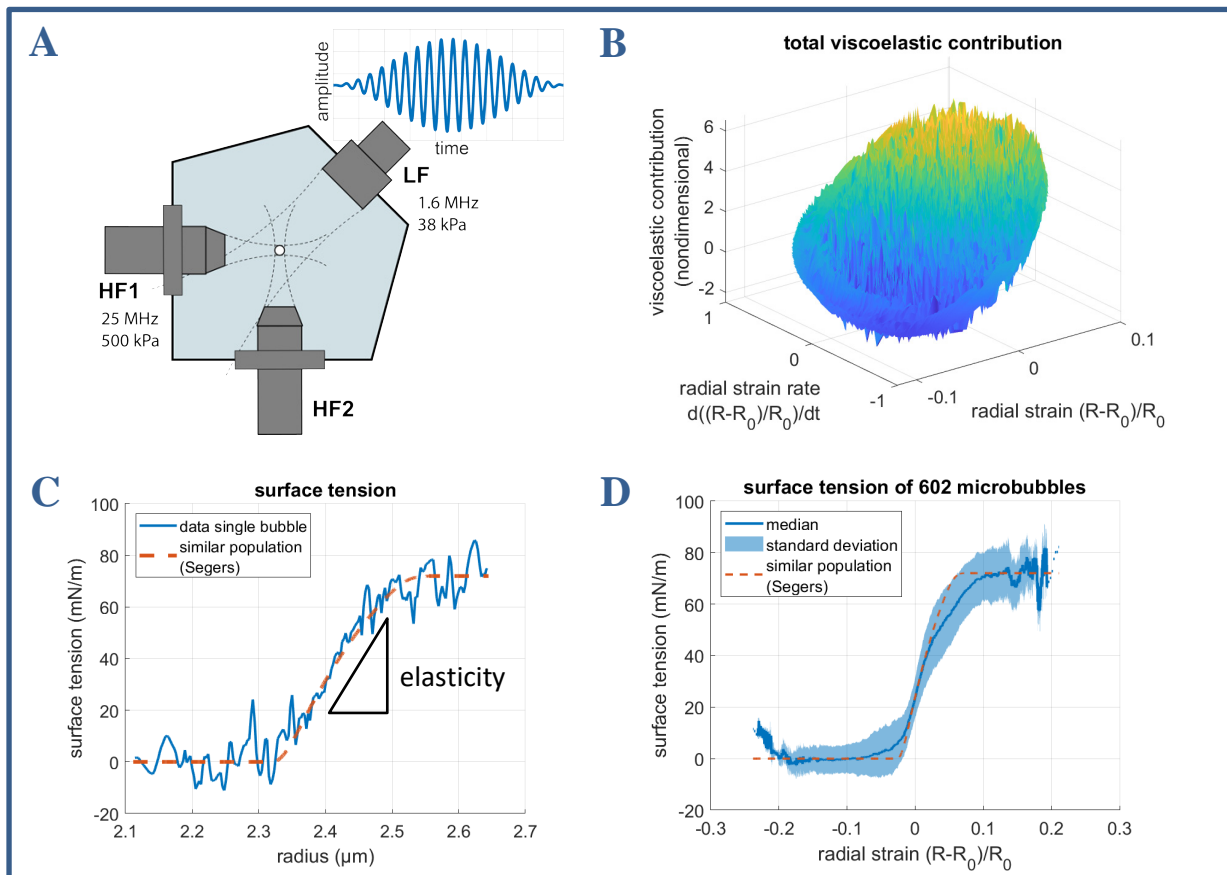 A
amplitude
time
LF
1.6 MHz
38 kPa
HF1
25 MHz
500 kPa
HF2
B
total viscoelastic contribution
viscoelastic contribution
(nondimensional)
6
4
2
0
-2
1
0
-1
radial strain rate
d((R-R0)/R0)/dt
-0.1
0
0.1
radial strain (R-R0)/R0
C
surface tension
data single bubble
similar population
(Segers)
surface tension (mN/m)
100
80
60
40
20
0
-20
elasticity
2.1 2.2 2.3 2.4 2.5 2.6 2.7
radius (µm)
D
surface tension of 602 microbubbles
median
standard deviation
similar population
(Segers)
surface tension (mN/m)
100
80
60
40
20
0
-20
-0.3 -0.2 -0.1 0 0.1 0.2 0.3
radial strain (R-R0)/R0